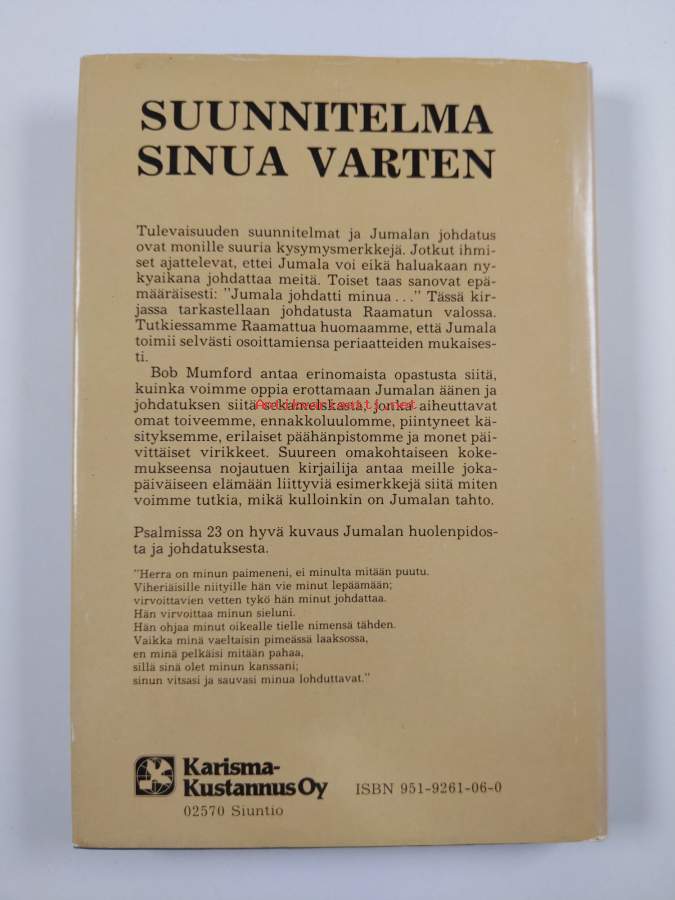 SUUNNITELMA
SINUA VARTEN
Tulevaisuuden suunnitelmat ja Jumalan johdatus
ovat monille suuria kysymysmerkkejä. Jotkut ihmi-
set ajattelevat, ettei Jumala voi eikä haluakaan ny-
kyaikana johdattaa meitä. Toiset taas sanovat epä-
määräisesti: "Jumala johdatti minua..." Tässä kir-
jassa tarkastellaan johdatusta Raamatun valossa.
Tutkiessamme Raamattua huomaamme, että Jumala
toimii selvästi osoittamiensa periaatteiden mukaises-
ti.
Bob Mumford antaa erinomaista opastusta siitä,
kuinka voimme oppia erottamaan Jumalan äänen ja
johdatuksen siitä sekamelskasta, jonka aiheuttavat
Antikvariaatti.net
omat toiveemme, ennakkoluulomme, piintyneet kä-
sityksemme, erilaiset päähänpistomme ja monet päi-
vittäiset virikkeet. Suureen omakohtaiseen koke-
mukseensa nojautuen kirjailija antaa meille joka-
päiväiseen elämään liittyviä esimerkkejä siitä miten
voimme tutkia, mikä kulloinkin on Jumalan tahto.
Psalmissa 23 on hyvä kuvaus Jumalan huolenpidos-
ta ja johdatuksesta.
"Herra on minun paimeneni, ei minulta mitään puutu.
Viheriäisille niityille hän vie minut lepäämään;
virvoittavien vetten tykö hän minut johdattaa.
Hän virvoittaa minun sieluni.
Hän ohjaa minut oikealle tielle nimensä tähden.
Vaikka minä vaeltaisin pimeässä laaksossa,
en minä pelkäisi mitään pahaa,
sillä sinä olet minun kanssani;
sinun vitsasi ja sauvasi minua lohduttavat."
Karisma-
Kustannus Oy
ISBN 951-9261-06-0
02570 Siuntio